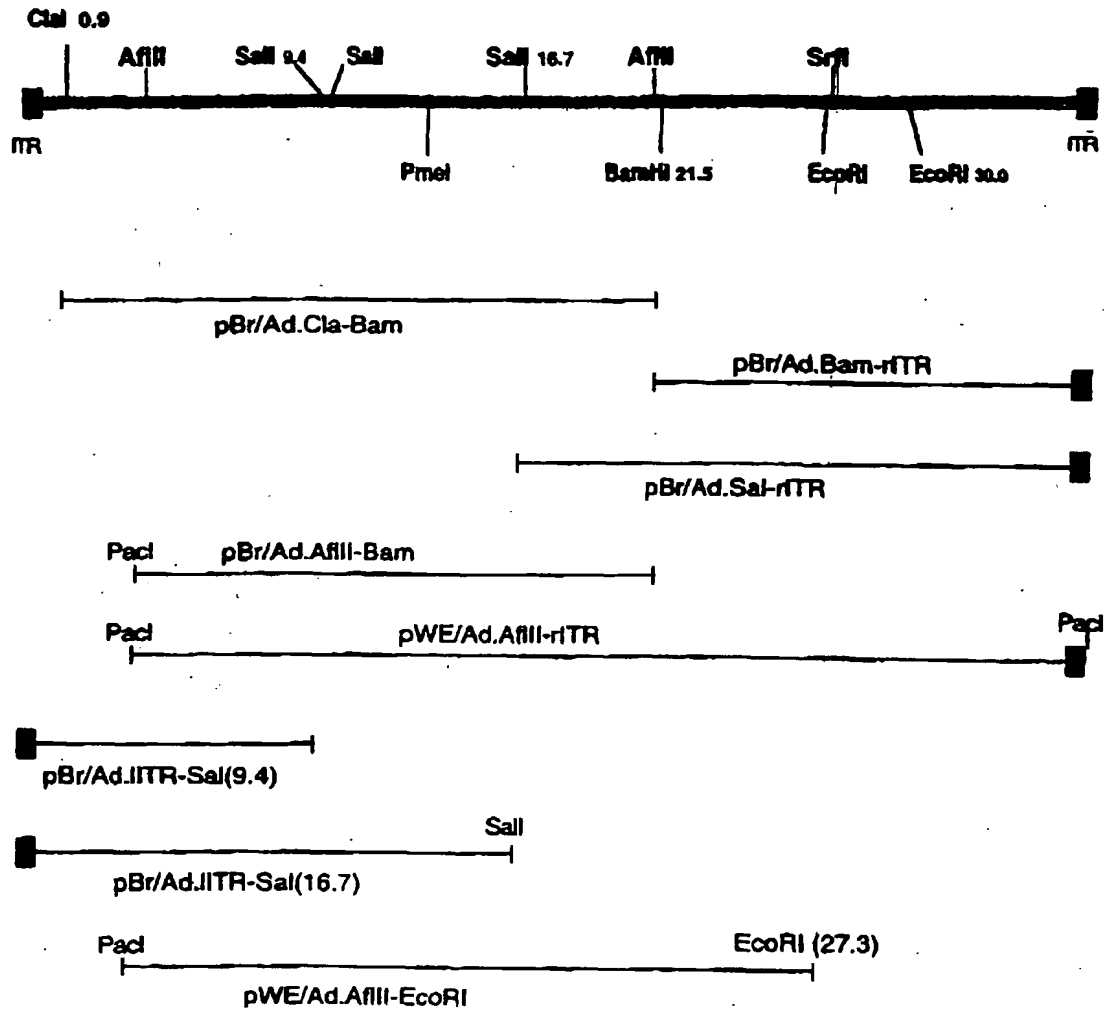 ClaI 0.9
AflII SalI 9.4 SalI SalI 16.7 AflII SrfI
ITR ITR
PmeI BamHI 21.5 EcoRI EcoRI 30.0
pBr/Ad.Cla-Bam
pBr/Ad.Bam-rITR
pBr/Ad.Sal-rITR
PacI pBr/Ad.AflII-Bam
PacI pWE/Ad.AflII-rITR PacI
pBr/Ad.lITR-Sal(9.4)
SalI
pBr/Ad.lITR-Sal(16.7)
PacI EcoRI (27.3)
pWE/Ad.AflII-EcoRI